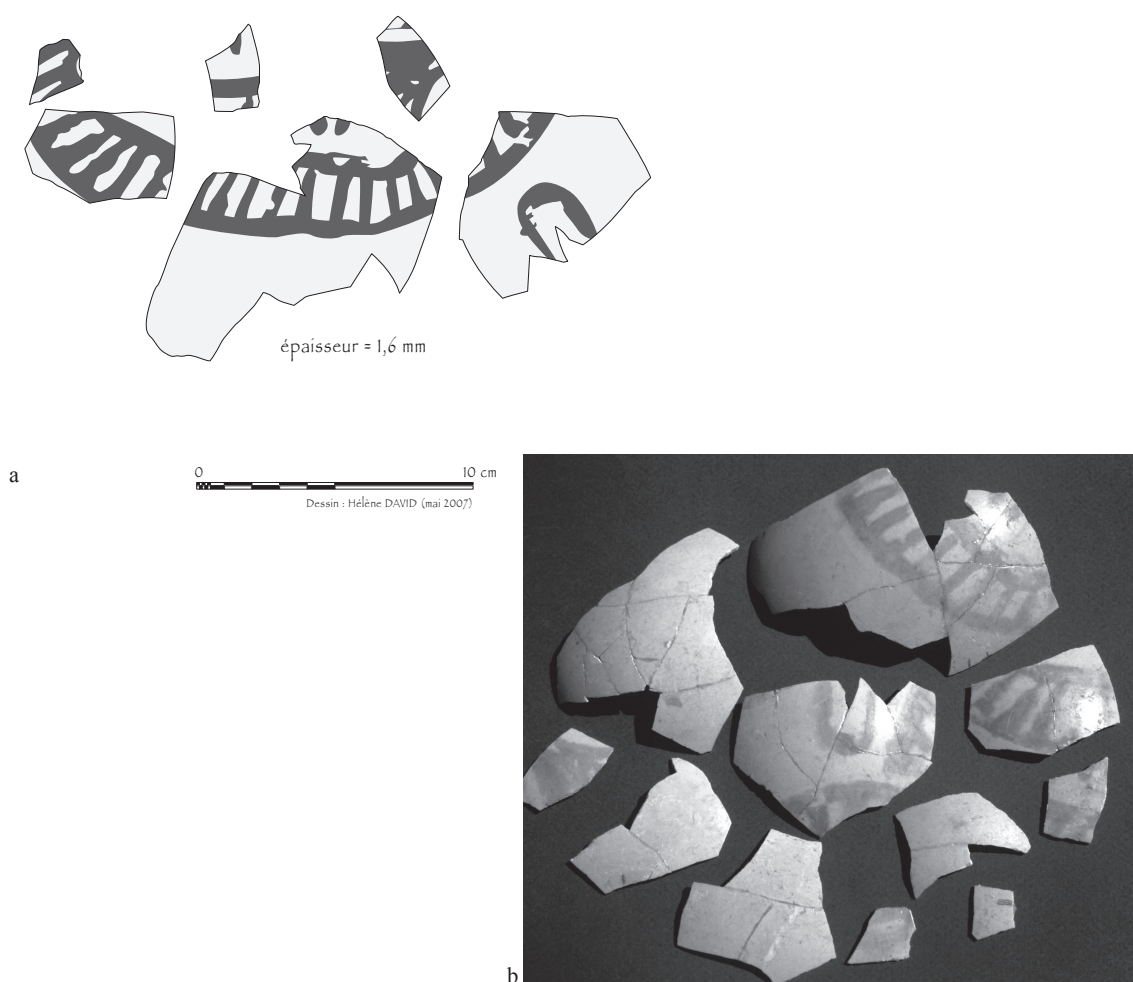 épaisseur = 1,6 mm
a
0 10 cm
Dessin : Hélène DAVID (mai 2007)
b